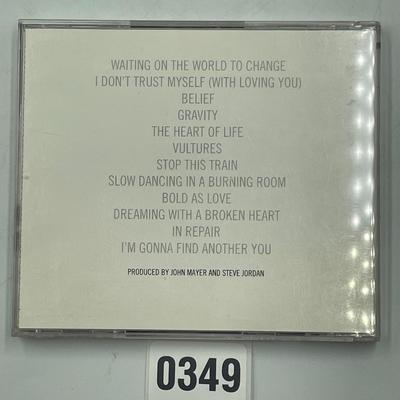 WAITING ON THE WORLD TO CHANGE
I DON'T TRUST MYSELF (WITH LOVING YOU)
BELIEF
GRAVITY
THE HEART OF LIFE
VULTURES
STOP THIS TRAIN
SLOW DANCING IN A BURNING ROOM
BOLD AS LOVE
DREAMING WITH A BROKEN HEART
IN REPAIR
I'M GONNA FIND ANOTHER YOU
PRODUCED BY JOHN MAYER AND STEVE JORDAN
0349